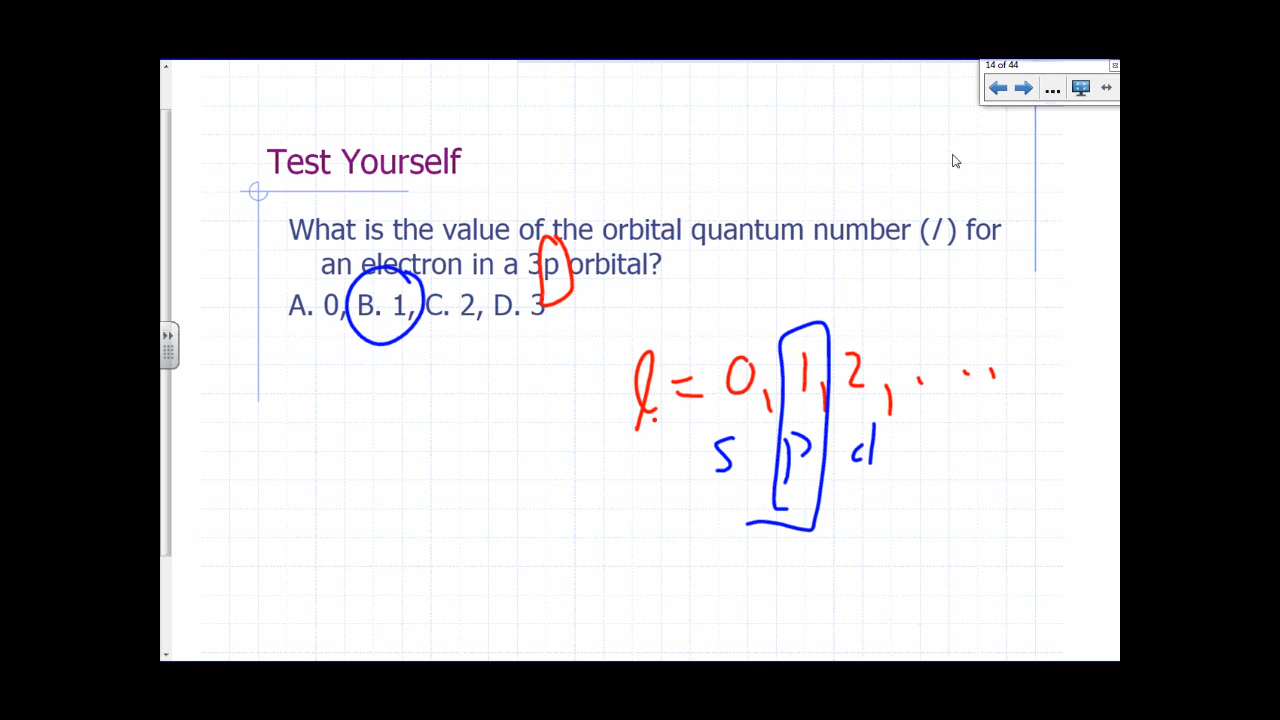 14 of 44
Test Yourself
What is the value of the orbital quantum number (l) for
an electron in a 3p orbital?
A. 0, B. 1, C. 2, D. 3
l = 0, 1, 2, ...
s p d